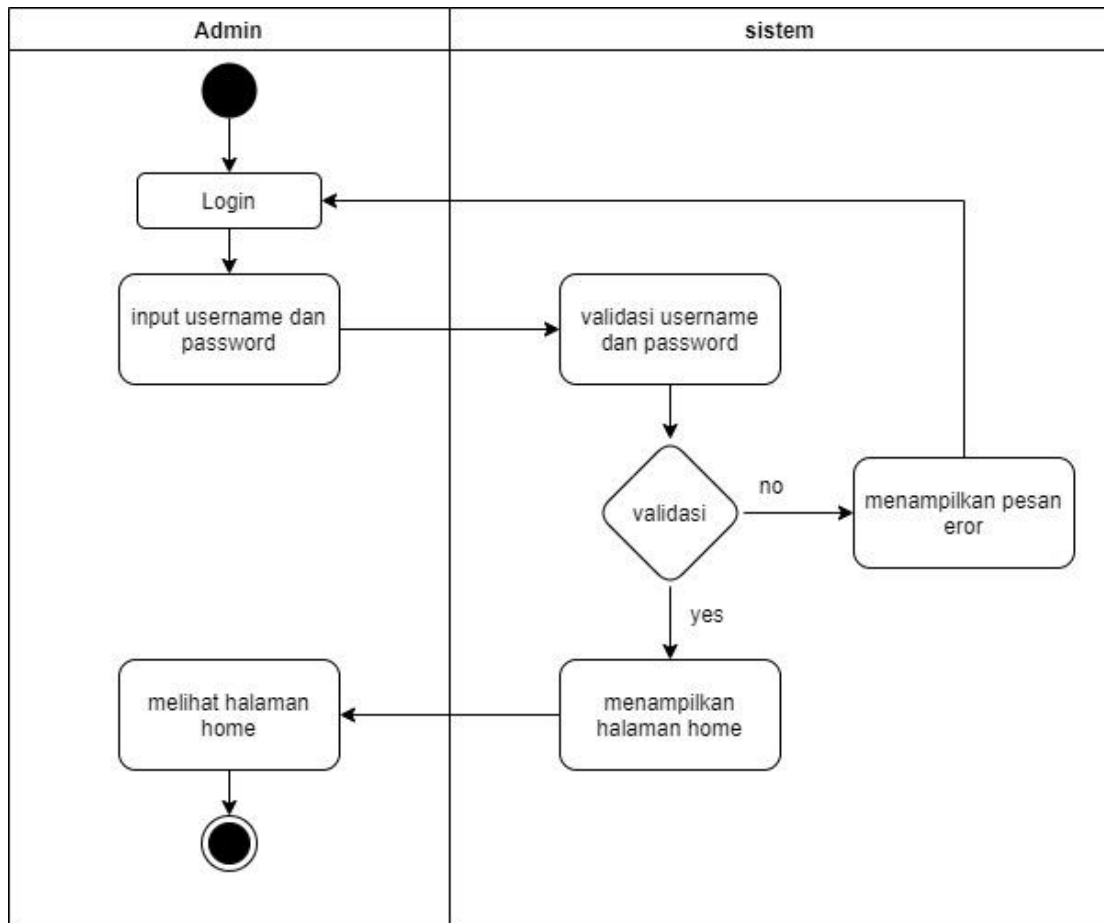 Admin
sistem
Login
input username dan
password
validasi username
dan password
validasi
no
menampilkan pesan
eror
yes
melihat halaman
home
menampilkan
halaman home